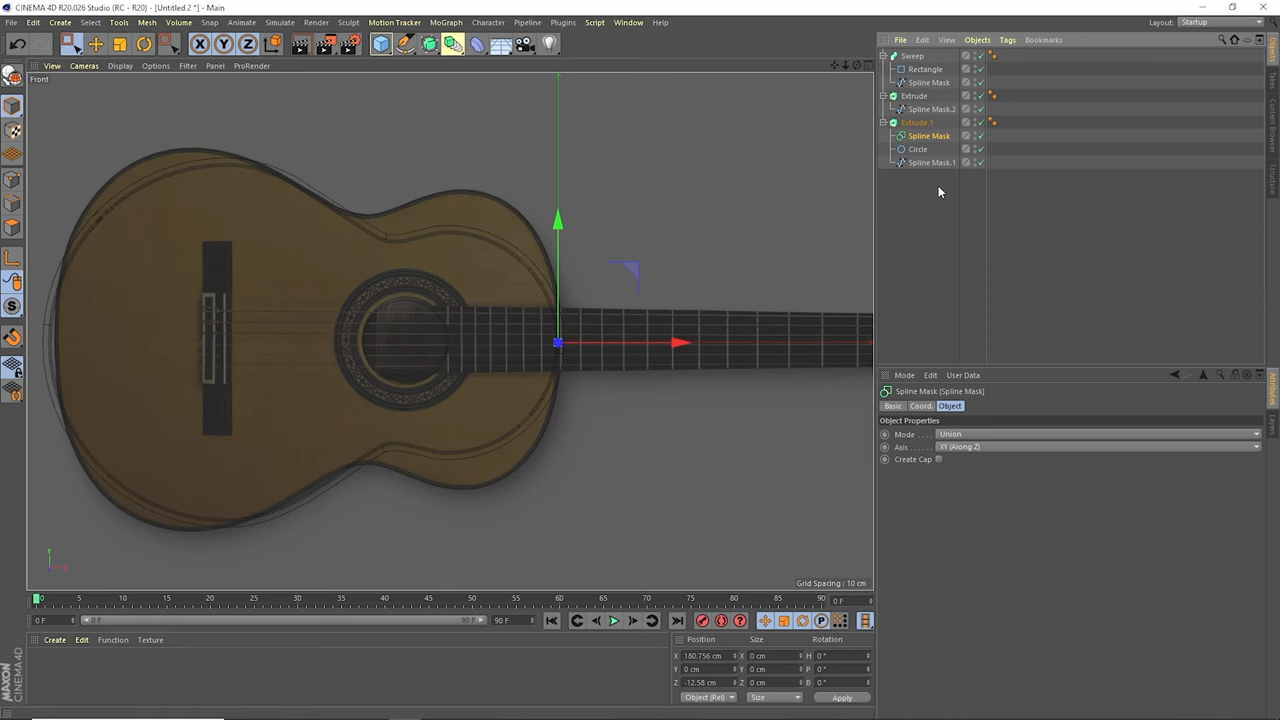 CINEMA 4D R20.026 Studio (RC - R20) - [Untitled 2 *] - Main
File Edit Create Select Tools Mesh Volume Snap Animate Simulate Render Sculpt Motion Tracker MoGraph Character Pipeline Plugins Script Window Help
Layout: Startup
X Y Z
File Edit View Objects Tags Bookmarks
View Cameras Display Options Filter Panel ProRender
Front
Sweep
Rectangle
Spline Mask
Extrude
Spline Mask.2
Extrude.1
Spline Mask
Circle
Spline Mask.1
Objects
Takes
Content Browser
Structure
Mode Edit User Data
Spline Mask [Spline Mask]
Basic Coord. Object
Object Properties
Mode . . . . Union
Axis . . . . . . XY (Along Z)
Create Cap
Attributes
Layers
Y
Grid Spacing : 10 cm
0 5 10 15 20 25 30 35 40 45 50 55 60 65 70 75 80 85 90 0 F
0 F 0 F 90 F 90 F
P
Create Edit Function Texture
Position Size Rotation
X 180.756 cm X 0 cm H 0 °
Y 0 cm Y 0 cm P 0 °
Z -12.58 cm Z 0 cm B 0 °
Object (Rel) Size Apply
MAXON
CINEMA 4D